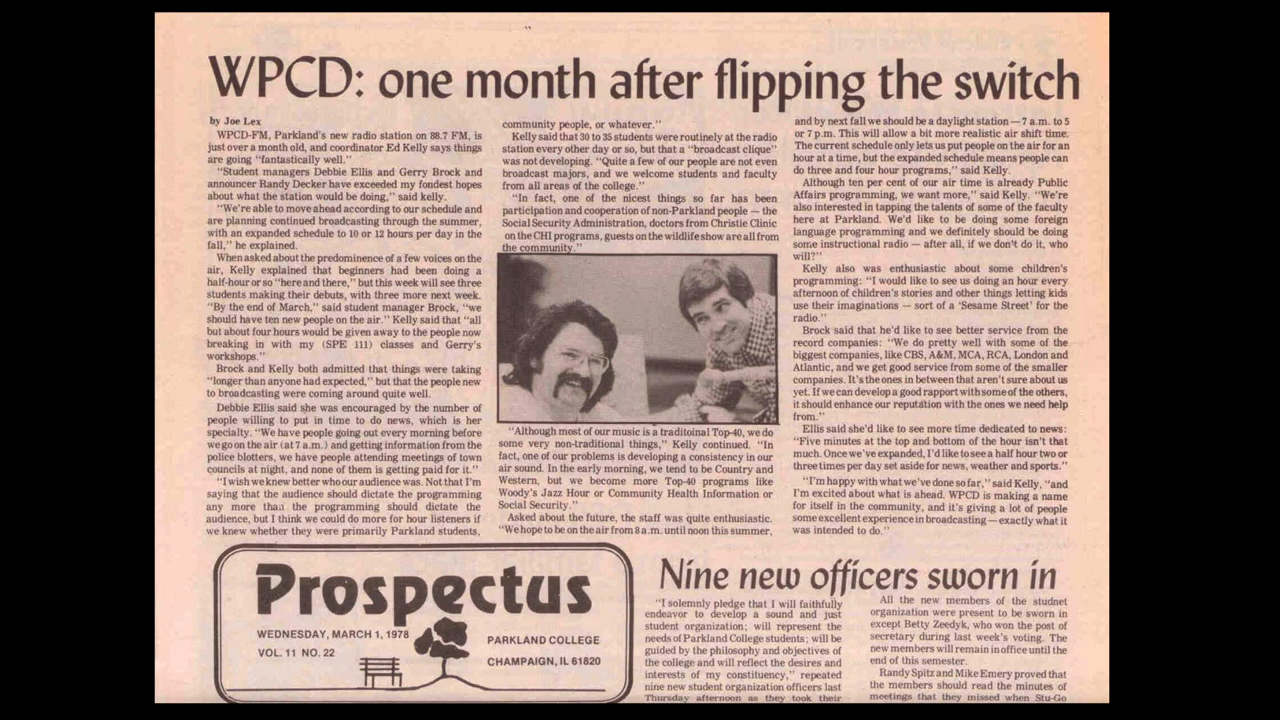 WPCD: one month after flipping the switch
by Joe Lex
WPCD-FM, Parkland's new radio station on 88.7 FM, is
just over a month old, and coordinator Ed Kelly says things
are going "fantastically well."
"Student managers Debbie Ellis and Gerry Brock and
announcer Randy Decker have exceeded my fondest hopes
about what the station would be doing," said kelly.
"We're able to move ahead according to our schedule and
are planning continued broadcasting through the summer,
with an expanded schedule to 10 or 12 hours per day in the
fall," he explained.
When asked about the predominence of a few voices on the
air, Kelly explained that beginners had been doing a
half-hour or so "here and there," but this week will see three
students making their debuts, with three more next week.
"By the end of March," said student manager Brock, "we
should have ten new people on the air." Kelly said that "all
but about four hours would be given away to the people now
breaking in with my (SPE 111) classes and Gerry's
workshops."
Brock and Kelly both admitted that things were taking
"longer than anyone had expected," but that the people new
to broadcasting were coming around quite well.
Debbie Ellis said she was encouraged by the number of
people willing to put in time to do news, which is her
specialty. "We have people going out every morning before
we go on the air (at 7 a.m.) and getting information from the
police blotters, we have people attending meetings of town
councils at night, and none of them is getting paid for it."
"I wish we knew better who our audience was. Not that I'm
saying that the audience should dictate the programming
any more than the programming should dictate the
audience, but I think we could do more for hour listeners if
we knew whether they were primarily Parkland students,
community people, or whatever."
Kelly said that 30 to 35 students were routinely at the radio
station every other day or so, but that a "broadcast clique"
was not developing. "Quite a few of our people are not even
broadcast majors, and we welcome students and faculty
from all areas of the college."
"In fact, one of the nicest things so far has been
participation and cooperation of non-Parkland people — the
Social Security Administration, doctors from Christie Clinic
on the CHI programs, guests on the wildlife show are all from
the community."
"Although most of our music is a traditoinal Top-40, we do
some very non-traditional things," Kelly continued. "In
fact, one of our problems is developing a consistency in our
air sound. In the early morning, we tend to be Country and
Western, but we become more Top-40 programs like
Woody's Jazz Hour or Community Health Information or
Social Security."
Asked about the future, the staff was quite enthusiastic.
"We hope to be on the air from 8 a.m. until noon this summer,
and by next fall we should be a daylight station — 7 a.m. to 5
or 7 p.m. This will allow a bit more realistic air shift time.
The current schedule only lets us put people on the air for an
hour at a time, but the expanded schedule means people can
do three and four hour programs," said Kelly.
Although ten per cent of our air time is already Public
Affairs programming, we want more," said Kelly. "We're
also interested in tapping the talents of some of the faculty
here at Parkland. We'd like to be doing some foreign
language programming and we definitely should be doing
some instructional radio — after all, if we don't do it, who
will?"
Kelly also was enthusiastic about some children's
programming: "I would like to see us doing an hour every
afternoon of children's stories and other things letting kids
use their imaginations — sort of a 'Sesame Street' for the
radio."
Brock said that he'd like to see better service from the
record companies: "We do pretty well with some of the
biggest companies, like CBS, A&M, MCA, RCA, London and
Atlantic, and we get good service from some of the smaller
companies. It's the ones in between that aren't sure about us
yet. If we can develop a good rapport with some of the others,
it should enhance our reputation with the ones we need help
from."
Ellis said she'd like to see more time dedicated to news:
"Five minutes at the top and bottom of the hour isn't that
much. Once we've expanded, I'd like to see a half hour two or
three times per day set aside for news, weather and sports."
"I'm happy with what we've done so far," said Kelly, "and
I'm excited about what is ahead. WPCD is making a name
for itself in the community, and it's giving a lot of people
some excellent experience in broadcasting — exactly what it
was intended to do."
Prospectus
WEDNESDAY, MARCH 1, 1978
VOL. 11 NO. 22
PARKLAND COLLEGE
CHAMPAIGN, IL 61820
Nine new officers sworn in
"I solemnly pledge that I will faithfully
endeavor to develop a sound and just
student organization; will represent the
needs of Parkland College students; will be
guided by the philosophy and objectives of
the college and will reflect the desires and
interests of my constituency," repeated
nine new student organization officers last
Thursday afternoon as they took their
All the new members of the studnet
organization were present to be sworn in
except Betty Zeedyk, who won the post of
secretary during last week's voting. The
new members will remain in office until the
end of this semester.
Randy Spitz and Mike Emery proved that
the members should read the minutes of
meetings that they missed when Stu-Go